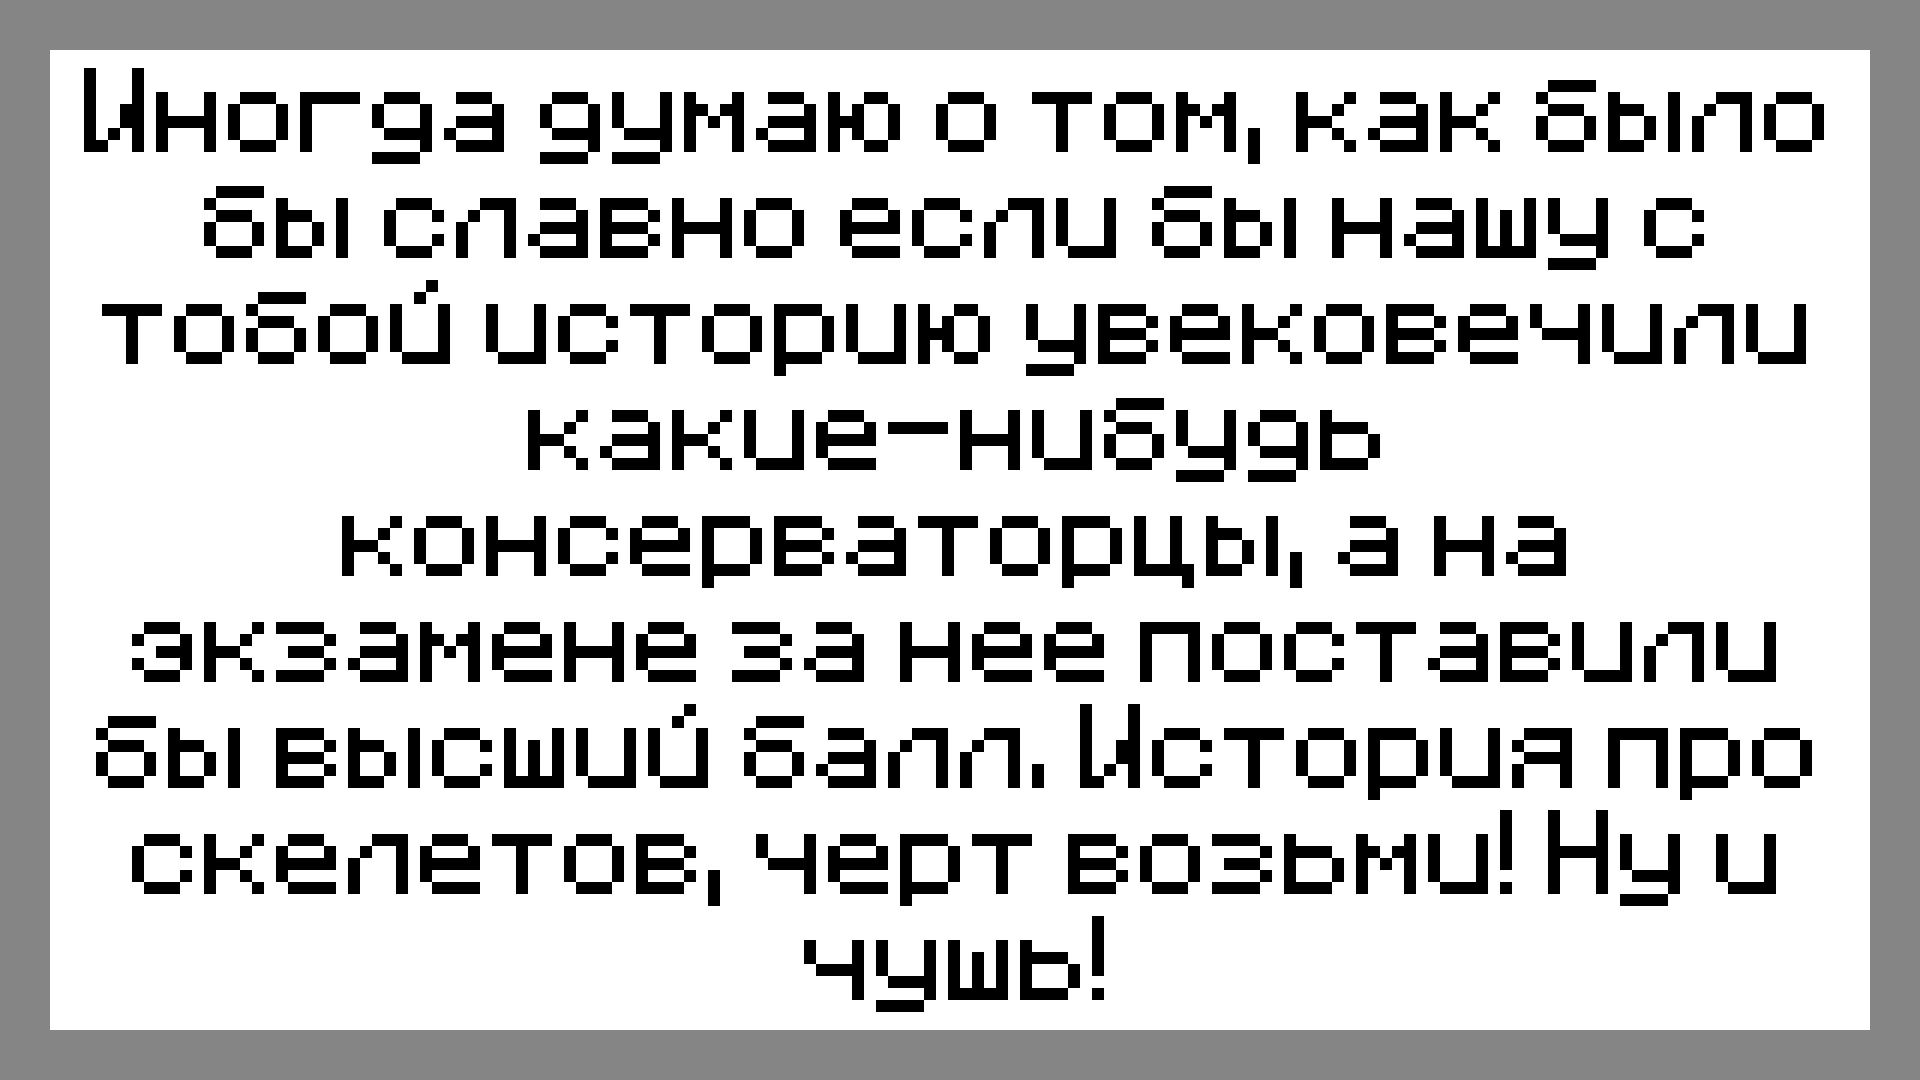 Иногда думаю о том, как было
бы славно если бы нашу с
тобой историю увековечили
какие-нибудь
консерваторцы, а на
экзамене за нее поставили
бы высший балл. История про
скелетов, черт возьми! Ну и
чушь!